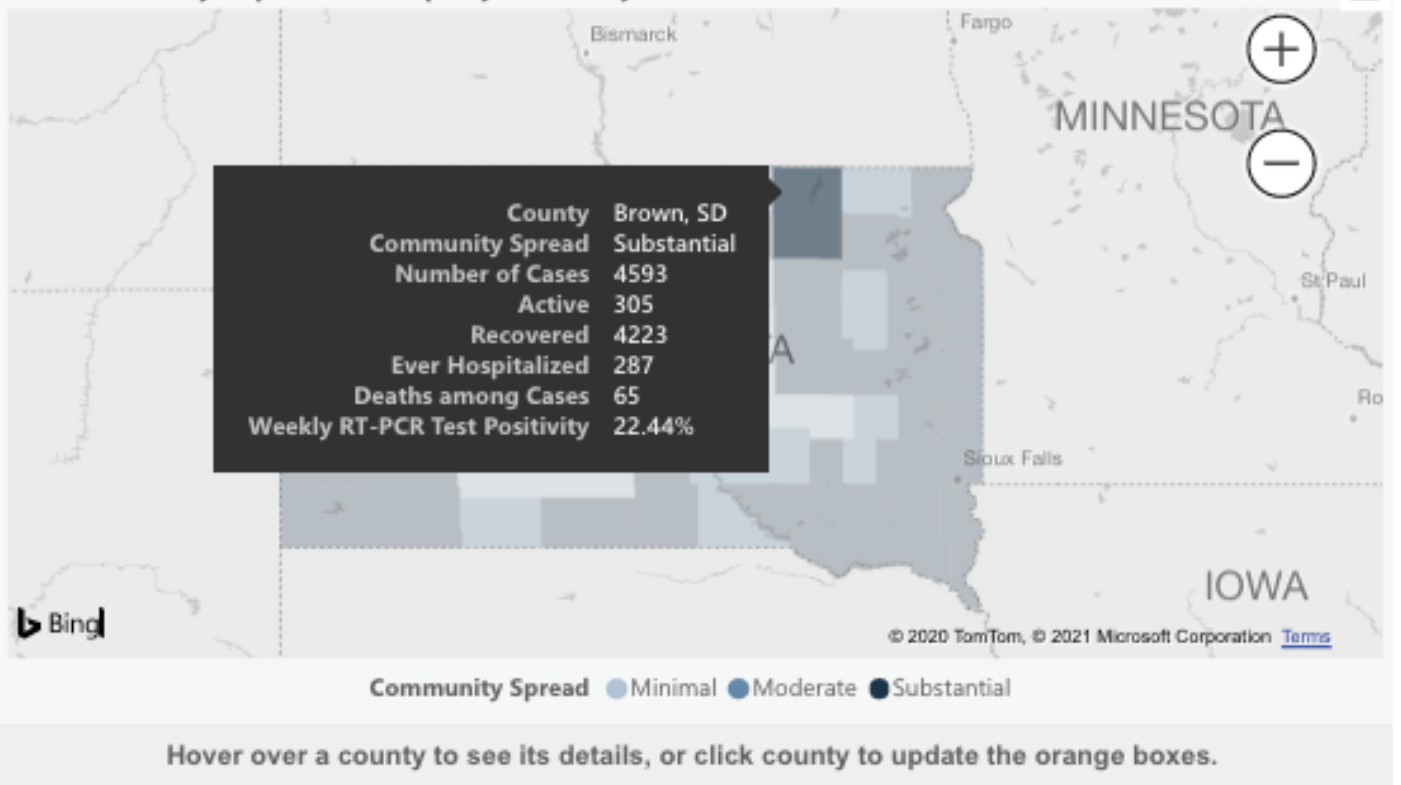 Bismarck
Fargo
MINNESOTA
County Brown, SD
Community Spread Substantial
Number of Cases 4593
Active 305
Recovered 4223
Ever Hospitalized 287
Deaths among Cases 65
Weekly RT-PCR Test Positivity 22.44%
St Paul
A
Ro
Sioux Falls
IOWA
Bing
© 2020 TomTom, © 2021 Microsoft Corporation Terms
Community Spread Minimal Moderate Substantial
Hover over a county to see its details, or click county to update the orange boxes.